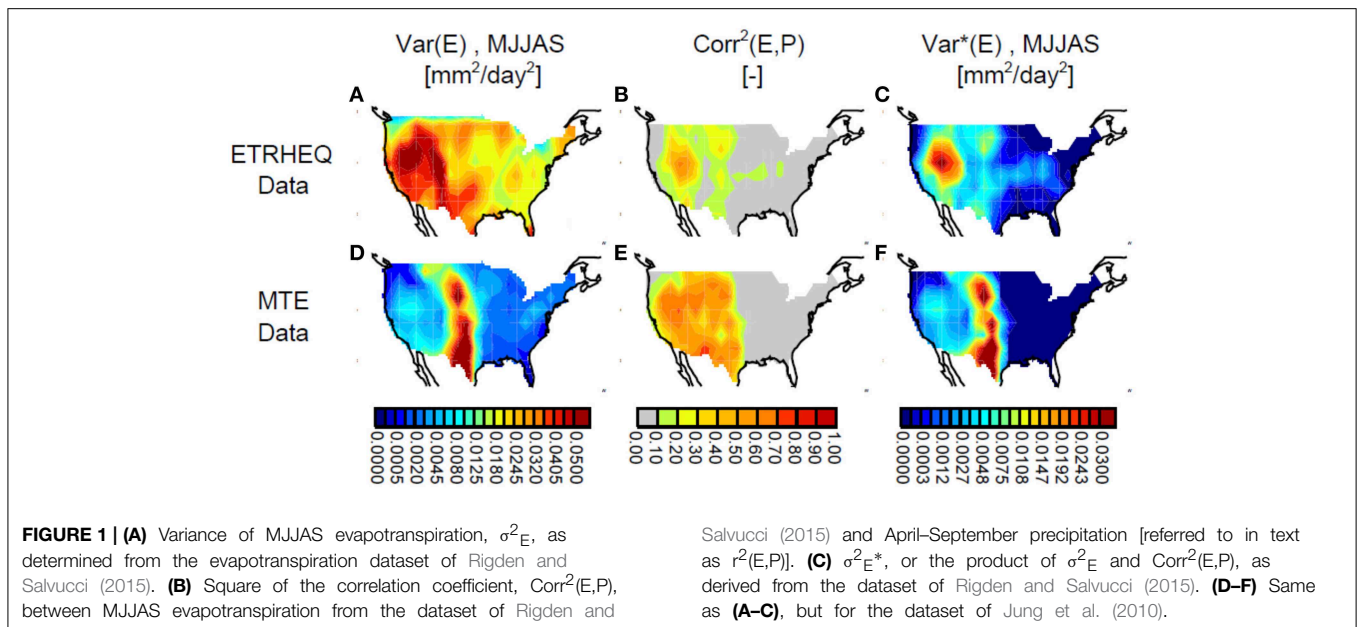 Var(E) , MJJAS
[mm²/day²]
Corr²(E,P)
[-]
Var*(E) , MJJAS
[mm²/day²]
A
B
C
ETRHEQ
Data
D
E
F
MTE
Data
0.0000
0.0005
0.0020
0.0045
0.0080
0.0125
0.0180
0.0245
0.0320
0.0405
0.0500
0.00
0.10
0.20
0.30
0.40
0.50
0.60
0.70
0.80
0.90
1.00
0.0000
0.0003
0.0012
0.0027
0.0048
0.0075
0.0108
0.0147
0.0192
0.0243
0.0300
FIGURE 1 | (A) Variance of MJJAS evapotranspiration, σ²E, as
determined from the evapotranspiration dataset of Rigden and
Salvucci (2015). (B) Square of the correlation coefficient, Corr²(E,P),
between MJJAS evapotranspiration from the dataset of Rigden and
Salvucci (2015) and April–September precipitation [referred to in text
as r²(E,P)]. (C) σ²E*, or the product of σ²E and Corr²(E,P), as
derived from the dataset of Rigden and Salvucci (2015). (D–F) Same
as (A–C), but for the dataset of Jung et al. (2010).